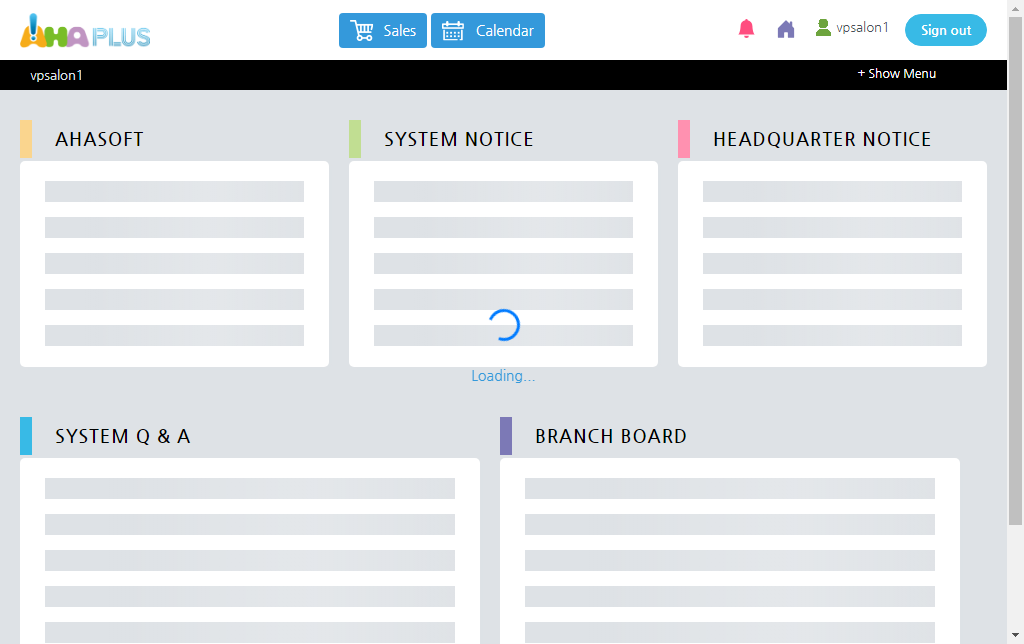 AHA PLUS
Sales
Calendar
vpsalon1
Sign out
vpsalon1
+ Show Menu
AHASOFT
SYSTEM NOTICE
HEADQUARTER NOTICE
Loading...
SYSTEM Q & A
BRANCH BOARD